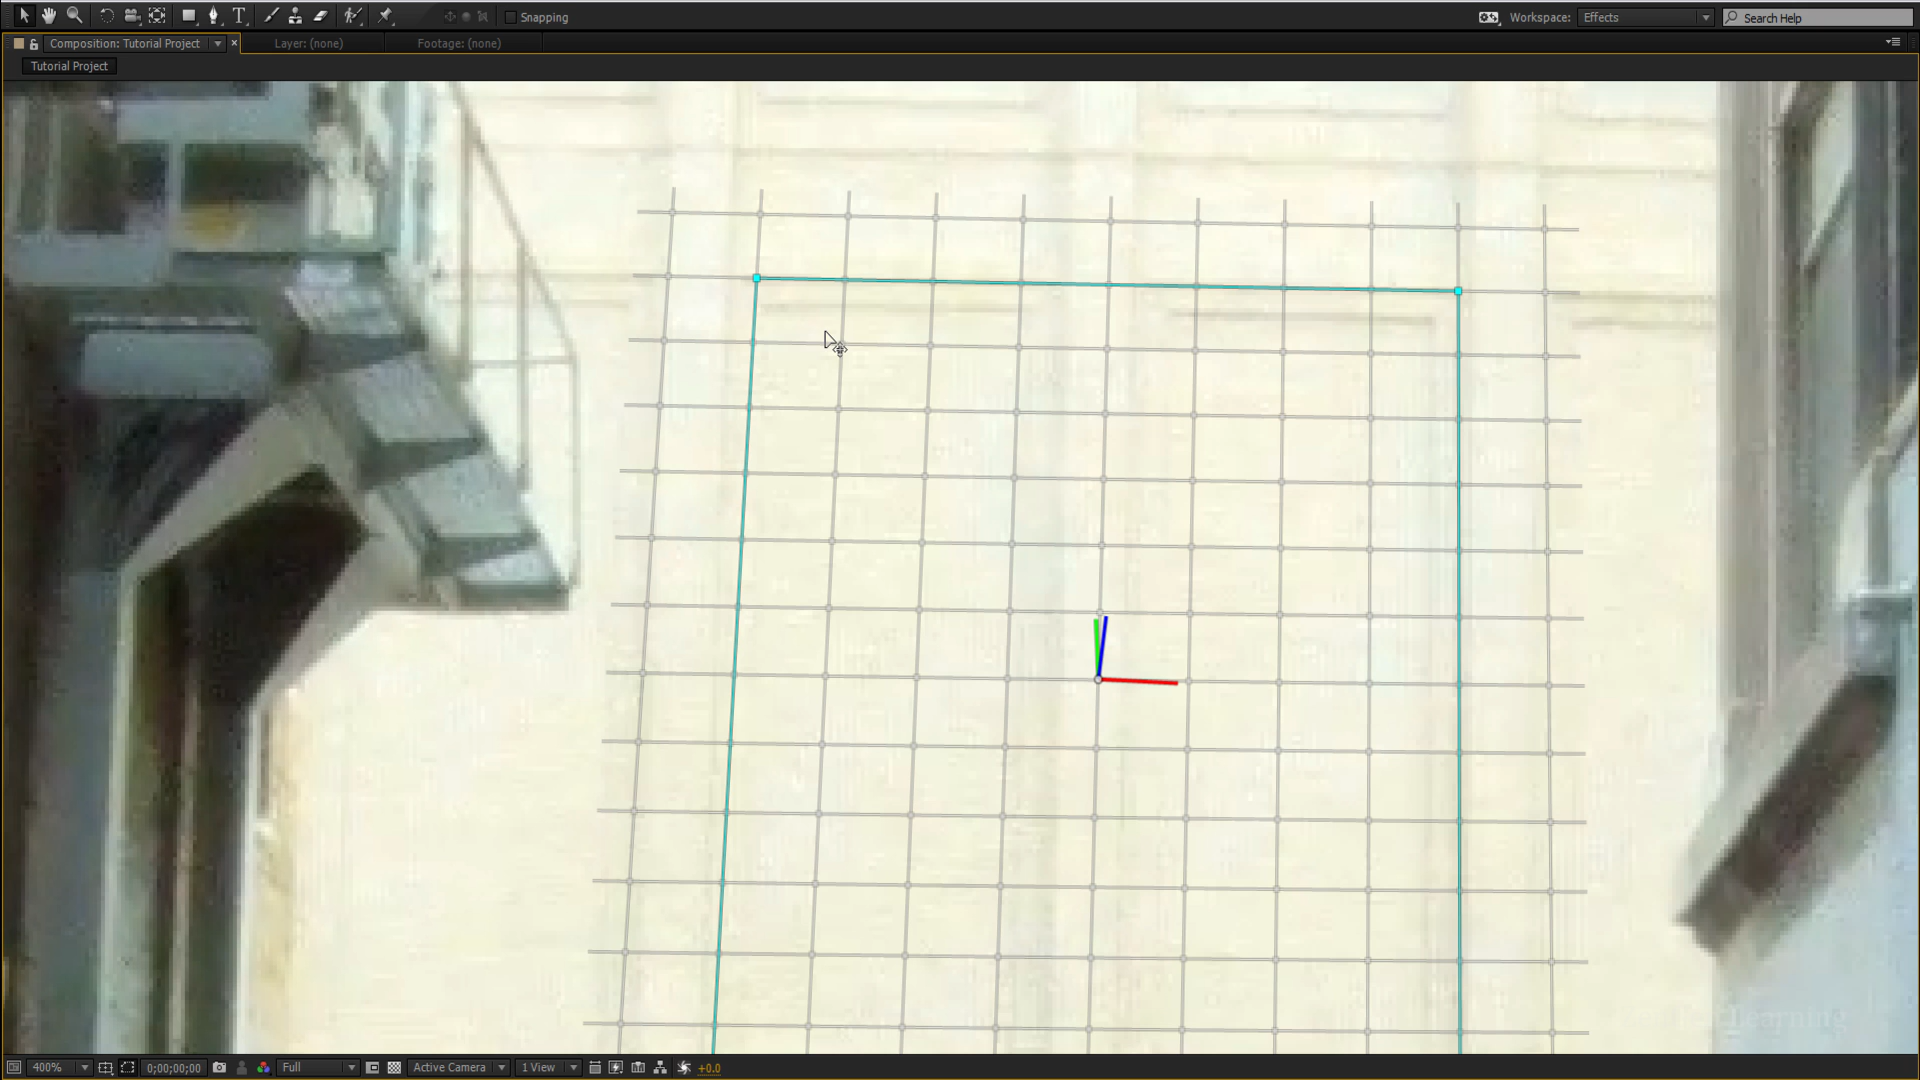 T
Snapping
Workspace: Effects
Search Help
Composition: Tutorial Project
Layer: (none)
Footage: (none)
Tutorial Project
Learning
400%
0;00;00;00
Full
Active Camera
1 View
+0.0